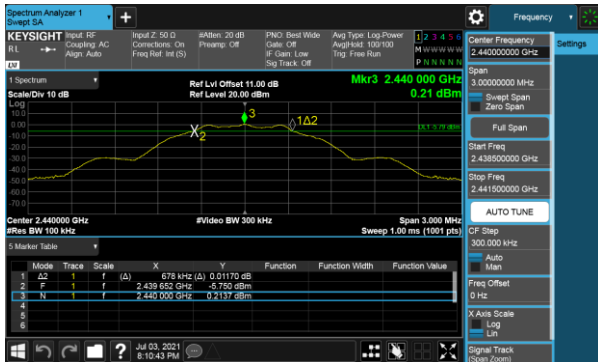 Spectrum Analyzer 1
Swept SA
+
Frequency
KEYSIGHT
Input: RF
Input Z: 50 Ω
#Atten: 20 dB
PNO: Best Wide
Avg Type: Log-Power
1 2 3 4 5 6
RL
Coupling: AC
Corrections: On
Preamp: Off
Gate: Off
Avg|Hold: 100/100
M W W W W W
Align: Auto
Freq Ref: Int (S)
IF Gain: Low
Trig: Free Run
P N N N N N
Sig Track: Off
LXI
1 Spectrum
Ref Lvl Offset 11.00 dB
Mkr3 2.440 000 GHz
Scale/Div 10 dB
Ref Level 20.00 dBm
0.21 dBm
Log
10.0
0.00
-10.0
-20.0
-30.0
-40.0
-50.0
-60.0
-70.0
3
1Δ2
2
DL1 -5.79 dBm
Center 2.440000 GHz
#Video BW 300 kHz
Span 3.000 MHz
#Res BW 100 kHz
Sweep 1.00 ms (1001 pts)
5 Marker Table
Mode Trace Scale X Y Function Function Width Function Value
1 Δ2 1 f (Δ) 678 kHz (Δ) 0.01170 dB
2 F 1 f 2.439 652 GHz -5.750 dBm
3 N 1 f 2.440 000 GHz 0.2137 dBm
4
5
6
?
Jul 03, 2021
8:10:43 PM
Center Frequency
2.440000000 GHz
Settings
Span
3.00000000 MHz
Swept Span
Zero Span
Full Span
Start Freq
2.438500000 GHz
Stop Freq
2.441500000 GHz
AUTO TUNE
CF Step
300.000 kHz
Auto
Man
Freq Offset
0 Hz
X Axis Scale
Log
Lin
Signal Track
(Span Zoom)